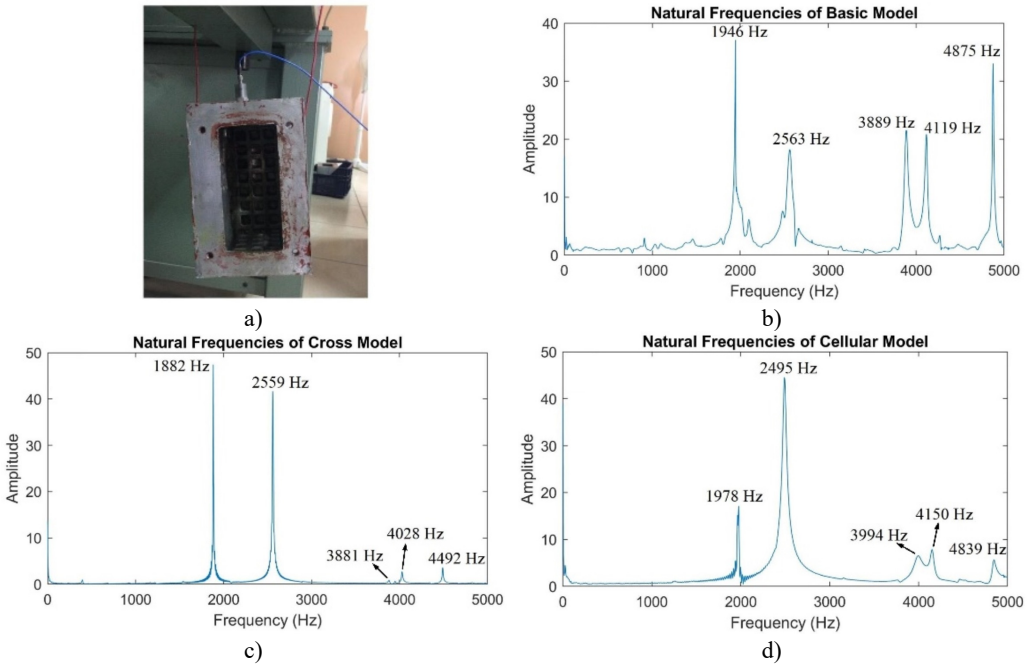 a)
Natural Frequencies of Basic Model
1946 Hz
2563 Hz
3889 Hz
4119 Hz
4875 Hz
40
30
20
10
0
Amplitude
0 1000 2000 3000 4000 5000
Frequency (Hz)
b)
Natural Frequencies of Cross Model
1882 Hz
2559 Hz
3881 Hz
4028 Hz
4492 Hz
50
40
30
20
10
0
Amplitude
0 1000 2000 3000 4000 5000
Frequency (Hz)
c)
Natural Frequencies of Cellular Model
2495 Hz
1978 Hz
3994 Hz
4150 Hz
4839 Hz
50
40
30
20
10
0
Amplitude
0 1000 2000 3000 4000 5000
Frequency (Hz)
d)